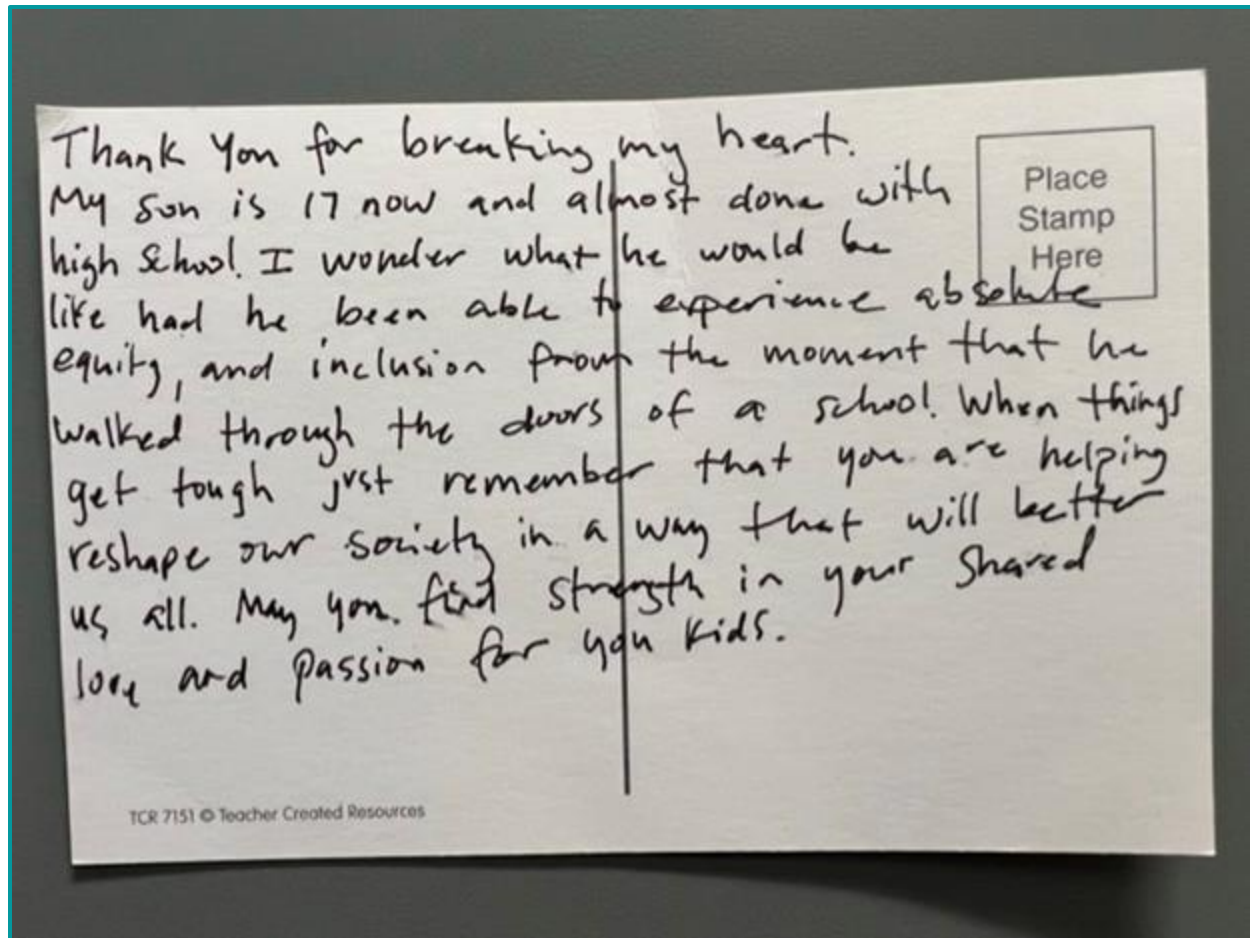 Thank You for breaking my heart.
My son is 17 now and almost done with
high school. I wonder what he would be
like had he been able to experience absolute
equity, and inclusion from the moment that he
walked through the doors of a school. When things
get tough just remember that you are helping
reshape our society in a way that will better
us all. May you find strength in your shared
love and passion for you kids.
Place
Stamp
Here
TCR 7151 © Teacher Created Resources